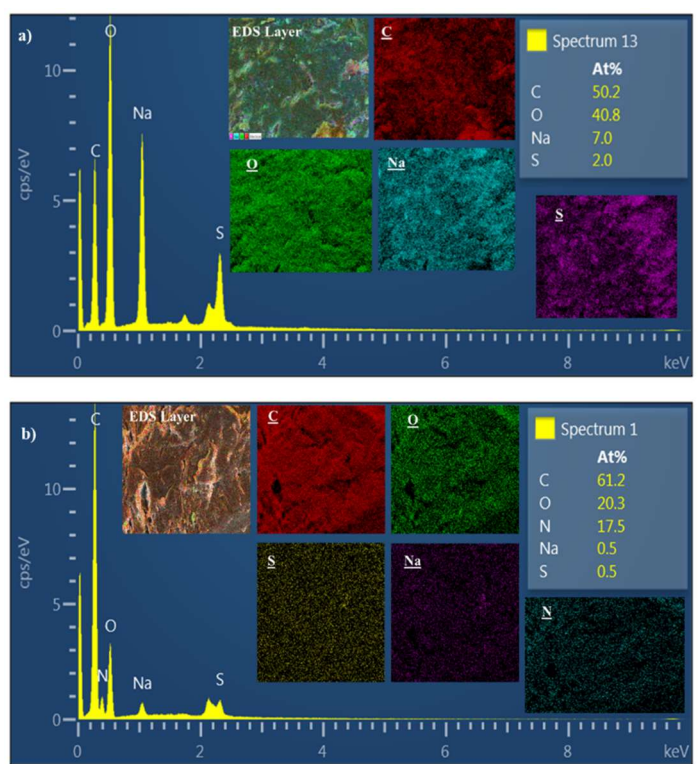 a)
EDS Layer
C
Spectrum 13
At%
C 50.2
O 40.8
Na 7.0
S 2.0
O
Na
S
cps/eV
10
5
0
C
O
Na
S
0 2 4 6 8 keV
b)
EDS Layer
C
O
Spectrum 1
At%
C 61.2
O 20.3
N 17.5
Na 0.5
S 0.5
S
Na
N
cps/eV
10
5
0
C
N
O
Na
S
0 2 4 6 8 keV